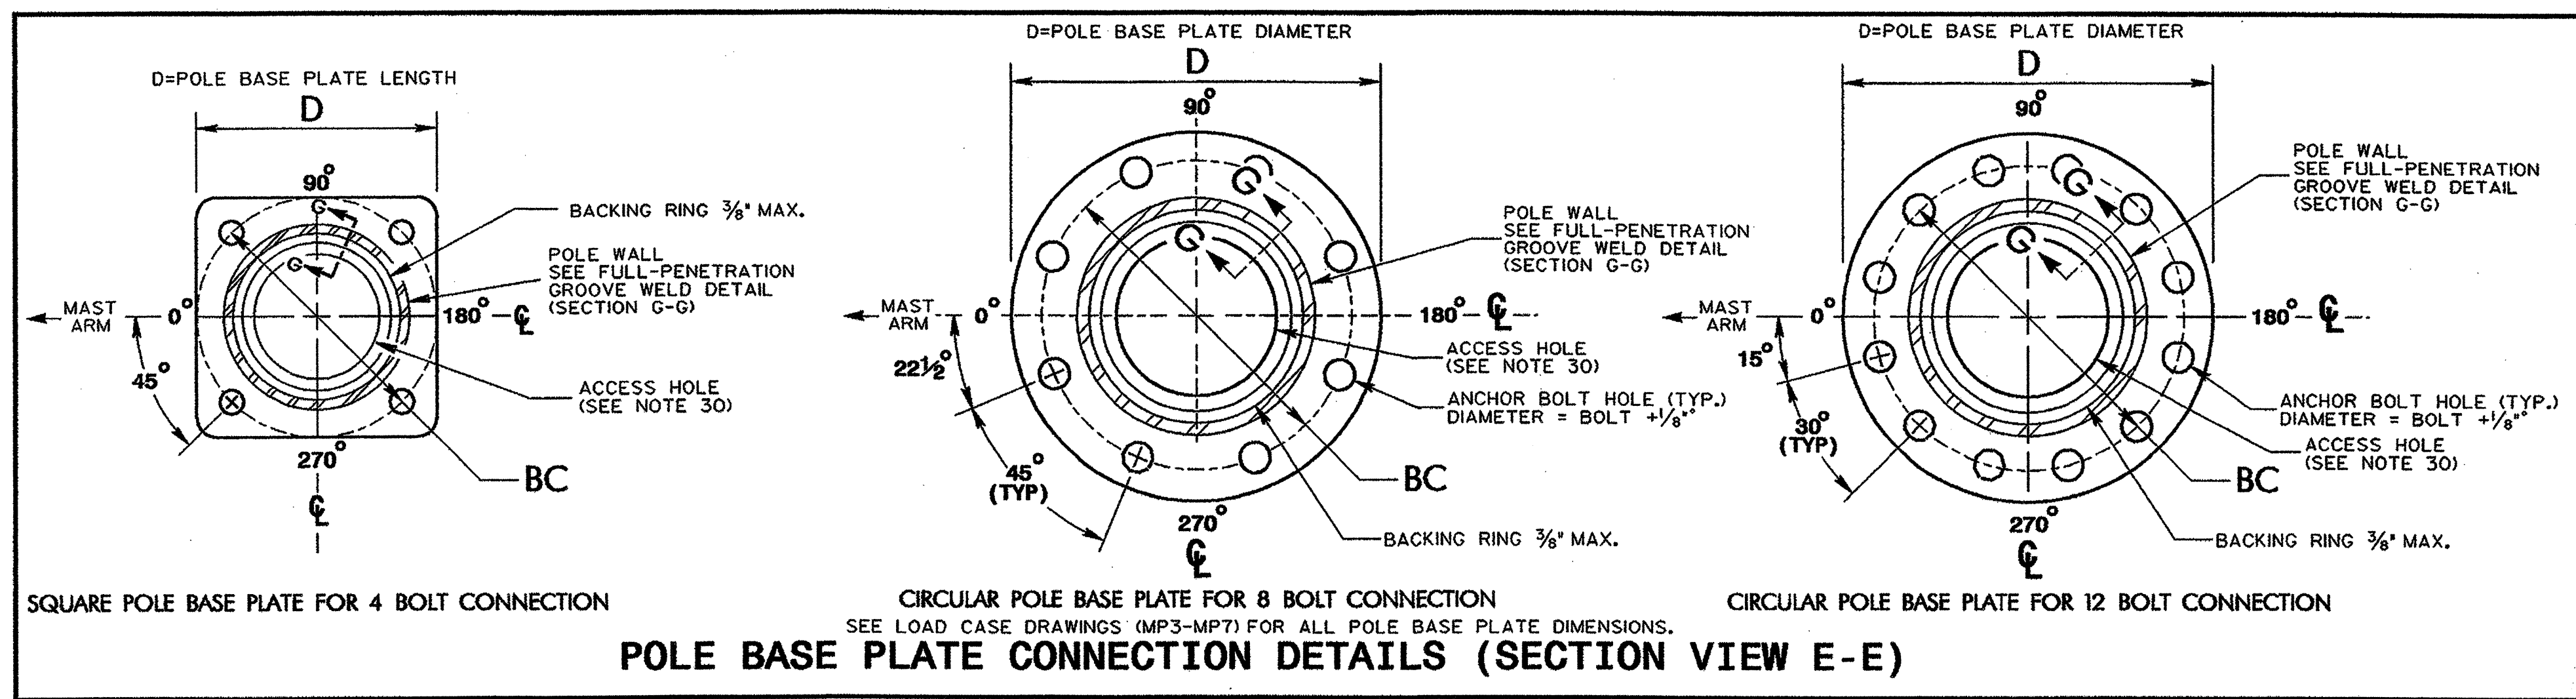 D=POLE BASE PLATE LENGTH
D
90°
G
G
BACKING RING ⅜" MAX.
POLE WALL
SEE FULL-PENETRATION
GROOVE WELD DETAIL
(SECTION G-G)
MAST
ARM
0°
180°
℄
45°
ACCESS HOLE
(SEE NOTE 30)
270°
BC
℄
SQUARE POLE BASE PLATE FOR 4 BOLT CONNECTION
D=POLE BASE PLATE DIAMETER
D
90°
G
G
POLE WALL
SEE FULL-PENETRATION
GROOVE WELD DETAIL
(SECTION G-G)
MAST
ARM
0°
180°
℄
22½°
ACCESS HOLE
(SEE NOTE 30)
ANCHOR BOLT HOLE (TYP.)
DIAMETER = BOLT +⅛"°
45°
(TYP)
BC
270°
℄
BACKING RING ⅜" MAX.
CIRCULAR POLE BASE PLATE FOR 8 BOLT CONNECTION
D=POLE BASE PLATE DIAMETER
D
90°
G
G
POLE WALL
SEE FULL-PENETRATION
GROOVE WELD DETAIL
(SECTION G-G)
MAST
ARM
0°
180°
℄
15°
30°
(TYP)
ANCHOR BOLT HOLE (TYP.)
DIAMETER = BOLT +⅛"°
ACCESS HOLE
(SEE NOTE 30)
BC
270°
℄
BACKING RING ⅜" MAX.
CIRCULAR POLE BASE PLATE FOR 12 BOLT CONNECTION
SEE LOAD CASE DRAWINGS (MP3-MP7) FOR ALL POLE BASE PLATE DIMENSIONS.
POLE BASE PLATE CONNECTION DETAILS (SECTION VIEW E-E)